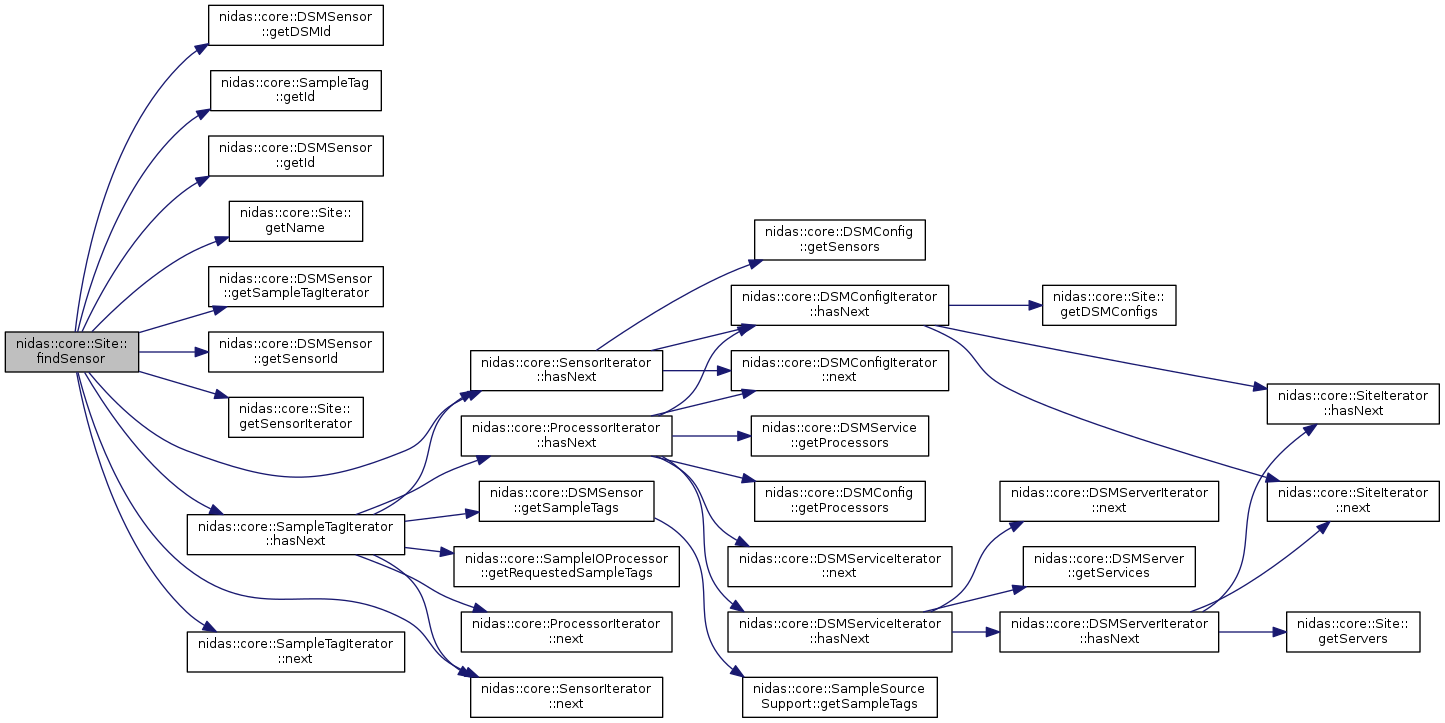 nidas::core::Site::
findSensor
nidas::core::DSMSensor
::getDSMId
nidas::core::SampleTag
::getId
nidas::core::DSMSensor
::getId
nidas::core::Site::
getName
nidas::core::DSMSensor
::getSampleTagIterator
nidas::core::DSMSensor
::getSensorId
nidas::core::Site::
getSensorIterator
nidas::core::SampleTagIterator
::hasNext
nidas::core::SampleTagIterator
::next
nidas::core::SensorIterator
::hasNext
nidas::core::ProcessorIterator
::hasNext
nidas::core::DSMSensor
::getSampleTags
nidas::core::SampleIOProcessor
::getRequestedSampleTags
nidas::core::ProcessorIterator
::next
nidas::core::SensorIterator
::next
nidas::core::DSMConfig
::getSensors
nidas::core::DSMConfigIterator
::hasNext
nidas::core::DSMConfigIterator
::next
nidas::core::DSMService
::getProcessors
nidas::core::DSMConfig
::getProcessors
nidas::core::DSMServiceIterator
::next
nidas::core::DSMServiceIterator
::hasNext
nidas::core::SampleSource
Support::getSampleTags
nidas::core::Site::
getDSMConfigs
nidas::core::DSMServerIterator
::next
nidas::core::DSMServer
::getServices
nidas::core::DSMServerIterator
::hasNext
nidas::core::SiteIterator
::hasNext
nidas::core::SiteIterator
::next
nidas::core::Site::
getServers